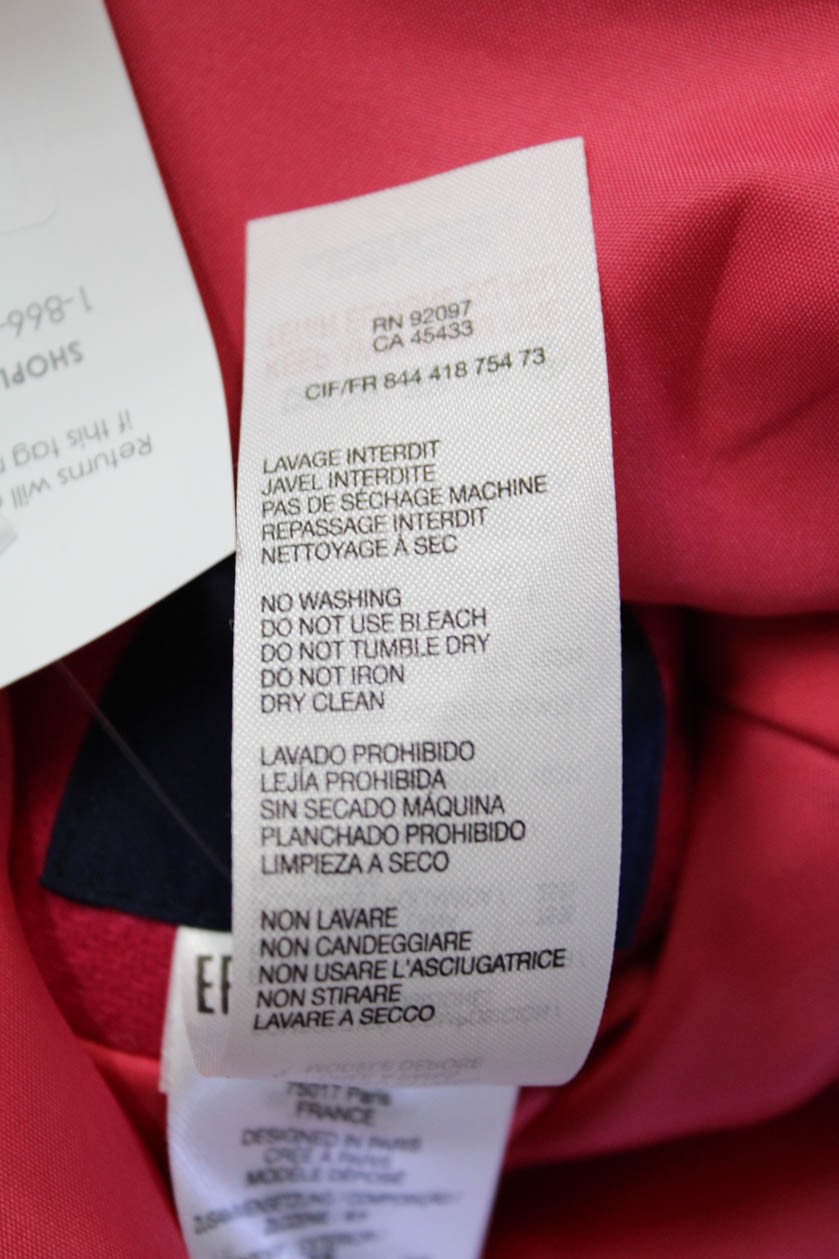 RN 92097
CA 45433
CIF/FR 844 418 754 73
LAVAGE INTERDIT
JAVEL INTERDITE
PAS DE SÉCHAGE MACHINE
REPASSAGE INTERDIT
NETTOYAGE À SEC
NO WASHING
DO NOT USE BLEACH
DO NOT TUMBLE DRY
DO NOT IRON
DRY CLEAN
LAVADO PROHIBIDO
LEJÍA PROHIBIDA
SIN SECADO MÁQUINA
PLANCHADO PROHIBIDO
LIMPIEZA A SECO
NON LAVARE
NON CANDEGGIARE
NON USARE L'ASCIUGATRICE
NON STIRARE
LAVARE A SECCO
75017 Paris
FRANCE
DESIGNED IN PARIS
CRÉÉ À PARIS
MODÈLE DÉPOSÉ
1-866-
SHOP
Returns will
if this tag